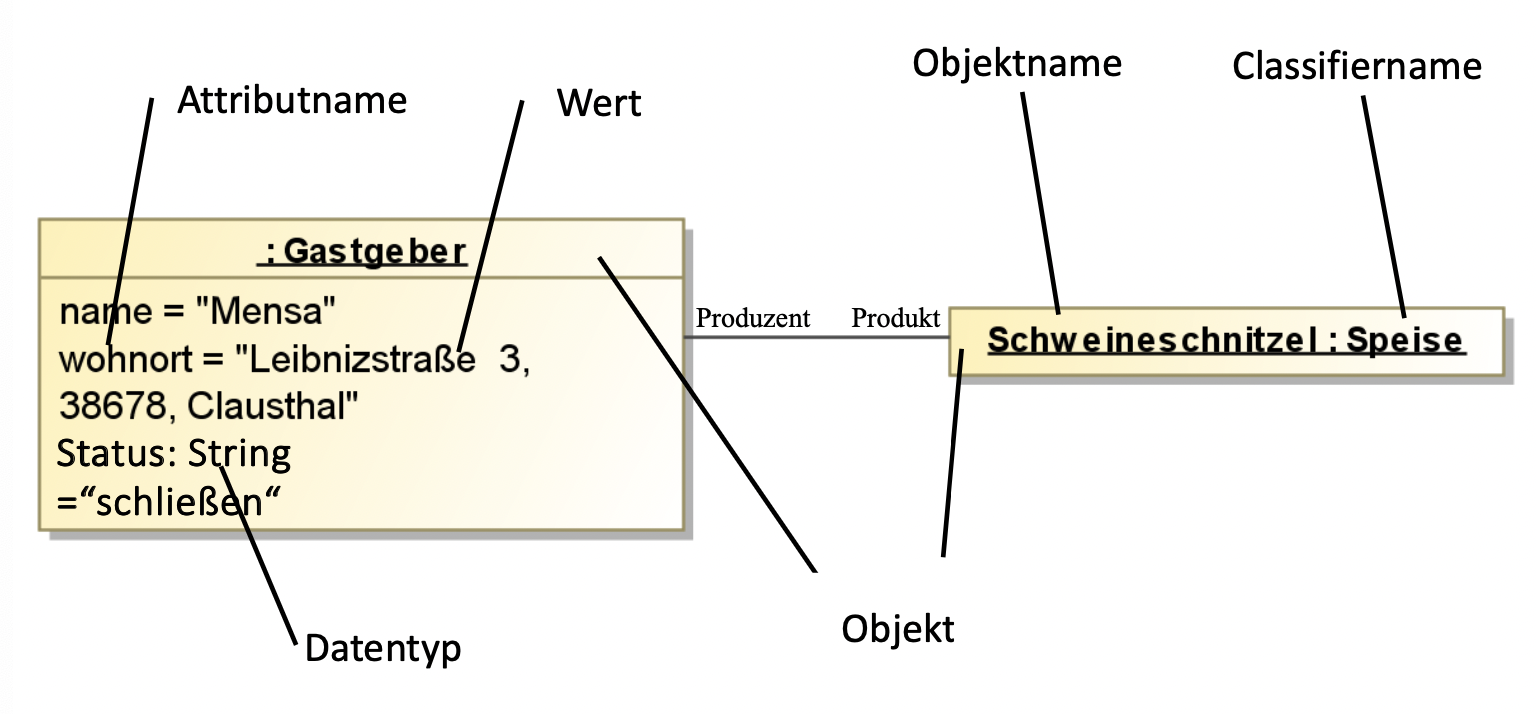 Objektname
Classifiername
Attributname
Wert
: Gastgeber
name = "Mensa"
wohnort = "Leibnizstraße 3,
38678, Clausthal"
Status: String
=“schließen“
Produzent
Produkt
Schweineschnitzel : Speise
Objekt
Datentyp